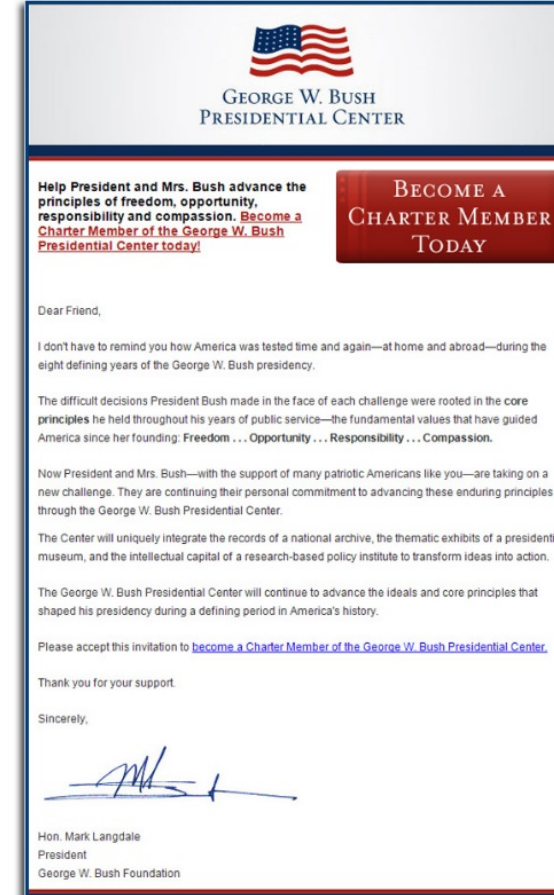 GEORGE W. BUSH
PRESIDENTIAL CENTER
Help President and Mrs. Bush advance the
principles of freedom, opportunity,
responsibility and compassion. Become a
Charter Member of the George W. Bush
Presidential Center today!
BECOME A
CHARTER MEMBER
TODAY
Dear Friend,
I don't have to remind you how America was tested time and again—at home and abroad—during the
eight defining years of the George W. Bush presidency.
The difficult decisions President Bush made in the face of each challenge were rooted in the core
principles he held throughout his years of public service—the fundamental values that have guided
America since her founding: Freedom . . . Opportunity . . . Responsibility . . . Compassion.
Now President and Mrs. Bush—with the support of many patriotic Americans like you—are taking on a
new challenge. They are continuing their personal commitment to advancing these enduring principles
through the George W. Bush Presidential Center.
The Center will uniquely integrate the records of a national archive, the thematic exhibits of a presidenti
museum, and the intellectual capital of a research-based policy institute to transform ideas into action.
The George W. Bush Presidential Center will continue to advance the ideals and core principles that
shaped his presidency during a defining period in America's history.
Please accept this invitation to become a Charter Member of the George W. Bush Presidential Center.
Thank you for your support.
Sincerely,
Hon. Mark Langdale
President
George W. Bush Foundation